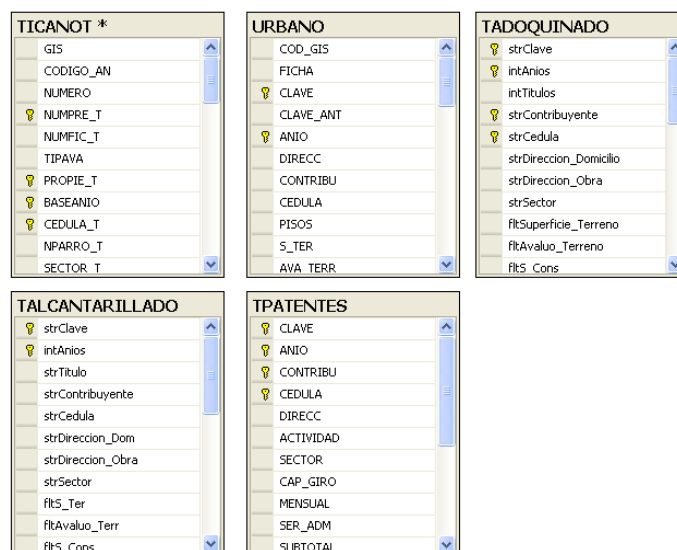 TICANOT *
GIS
CODIGO_AN
NUMERO
NUMPRE_T
NUMFIC_T
TIPAVA
PROPIE_T
BASEANIO
CEDULA_T
NPARRO_T
SECTOR_T
URBANO
COD_GIS
FICHA
CLAVE
CLAVE_ANT
ANIO
DIRECC
CONTRIBU
CEDULA
PISOS
S_TER
AVA_TERR
TADOQUINADO
strClave
intAnios
intTitulos
strContribuyente
strCedula
strDireccion_Domicilio
strDireccion_Obra
strSector
fltSuperficie_Terreno
fltAvaluo_Terreno
fltS_Cons
TALCANTARILLADO
strClave
intAnios
strTitulo
strContribuyente
strCedula
strDireccion_Dom
strDireccion_Obra
strSector
fltS_Ter
fltAvaluo_Terr
fltS_Cons
TPATENTES
CLAVE
ANIO
CONTRIBU
CEDULA
DIRECC
ACTIVIDAD
SECTOR
CAP_GIRO
MENSUAL
SER_ADM
SUBTOTAL